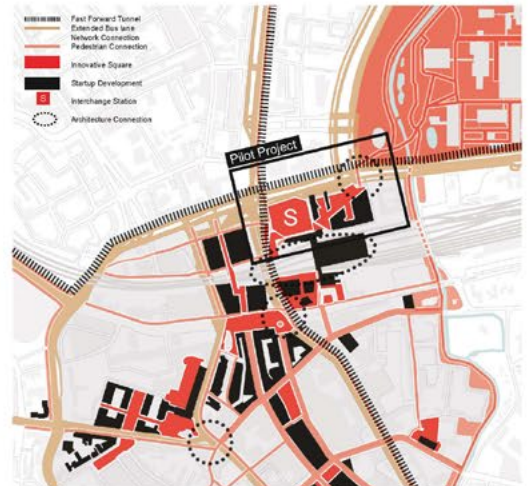 Fast Forward Tunnel
Extended Bus lane
Network Connection
Pedestrian Connection
Innovative Square
Startup Development
S
Interchange Station
Architecture Connection
Pilot Project
S